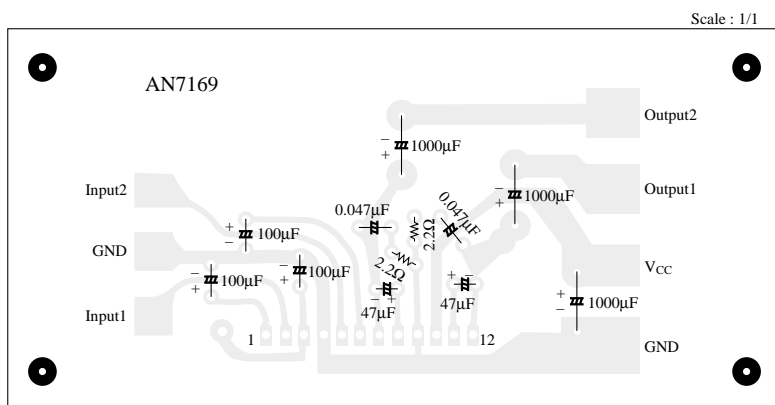 Scale : 1/1
AN7169
Output2
− + 1000µF
Input2
Output1
0.047µF
0.047µF
− + 1000µF
+ − 100µF
2.2Ω
GND
VCC
− + 100µF
− + 100µF
2.2Ω
− + 47µF
+ − 47µF
+ − 1000µF
Input1
1
12
GND